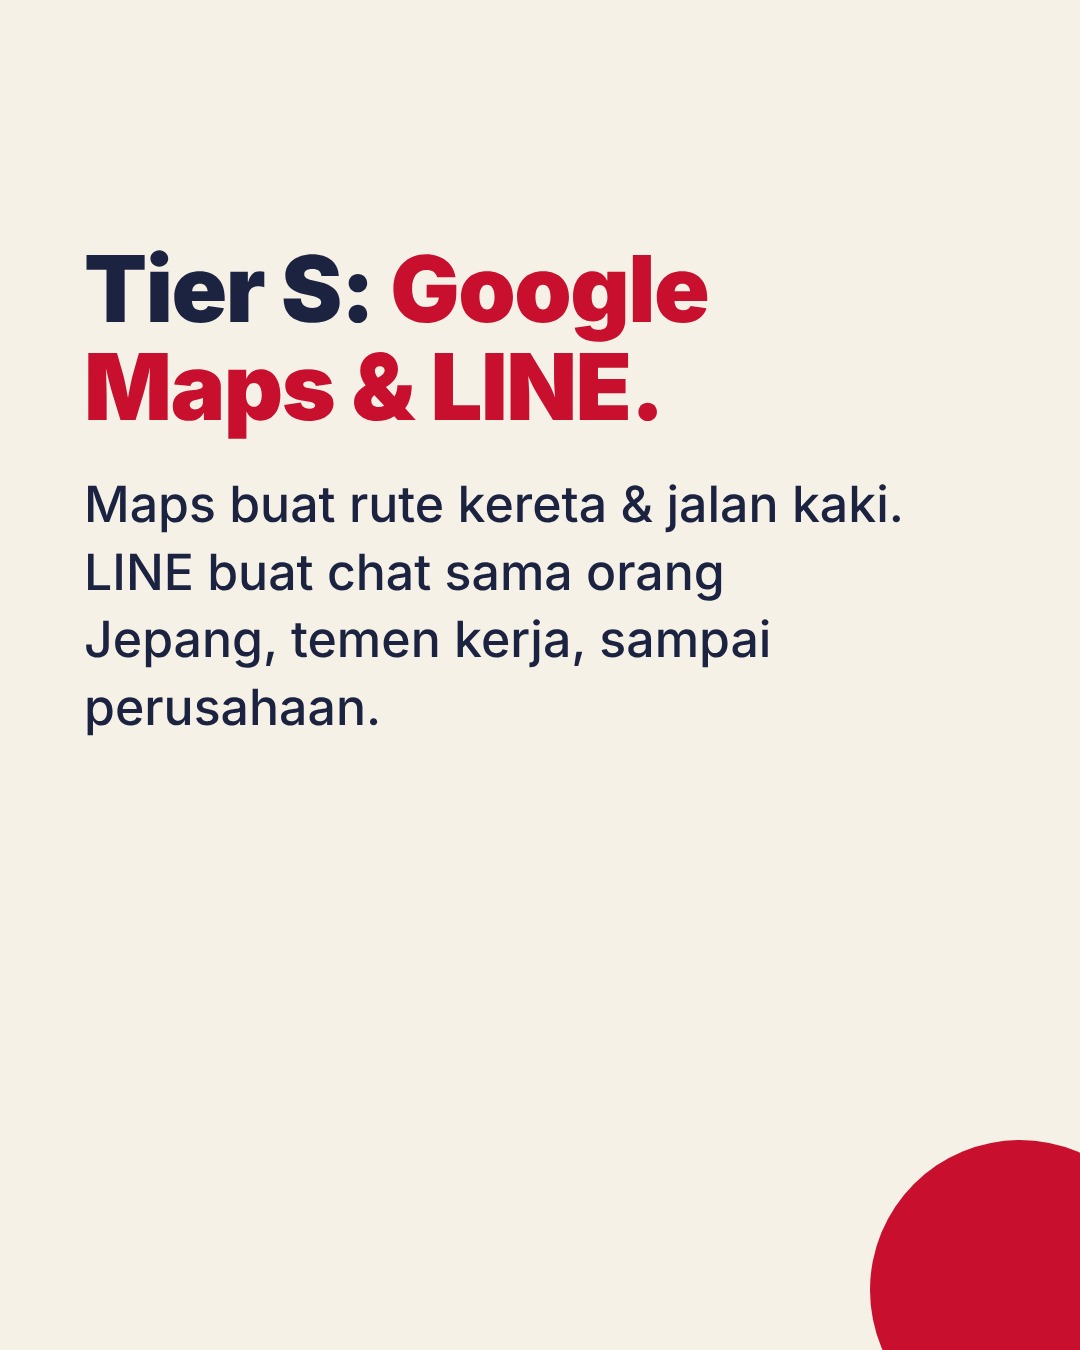 Tier S: Google
Maps & LINE.
Maps buat rute kereta & jalan kaki.
LINE buat chat sama orang
Jepang, temen kerja, sampai
perusahaan.